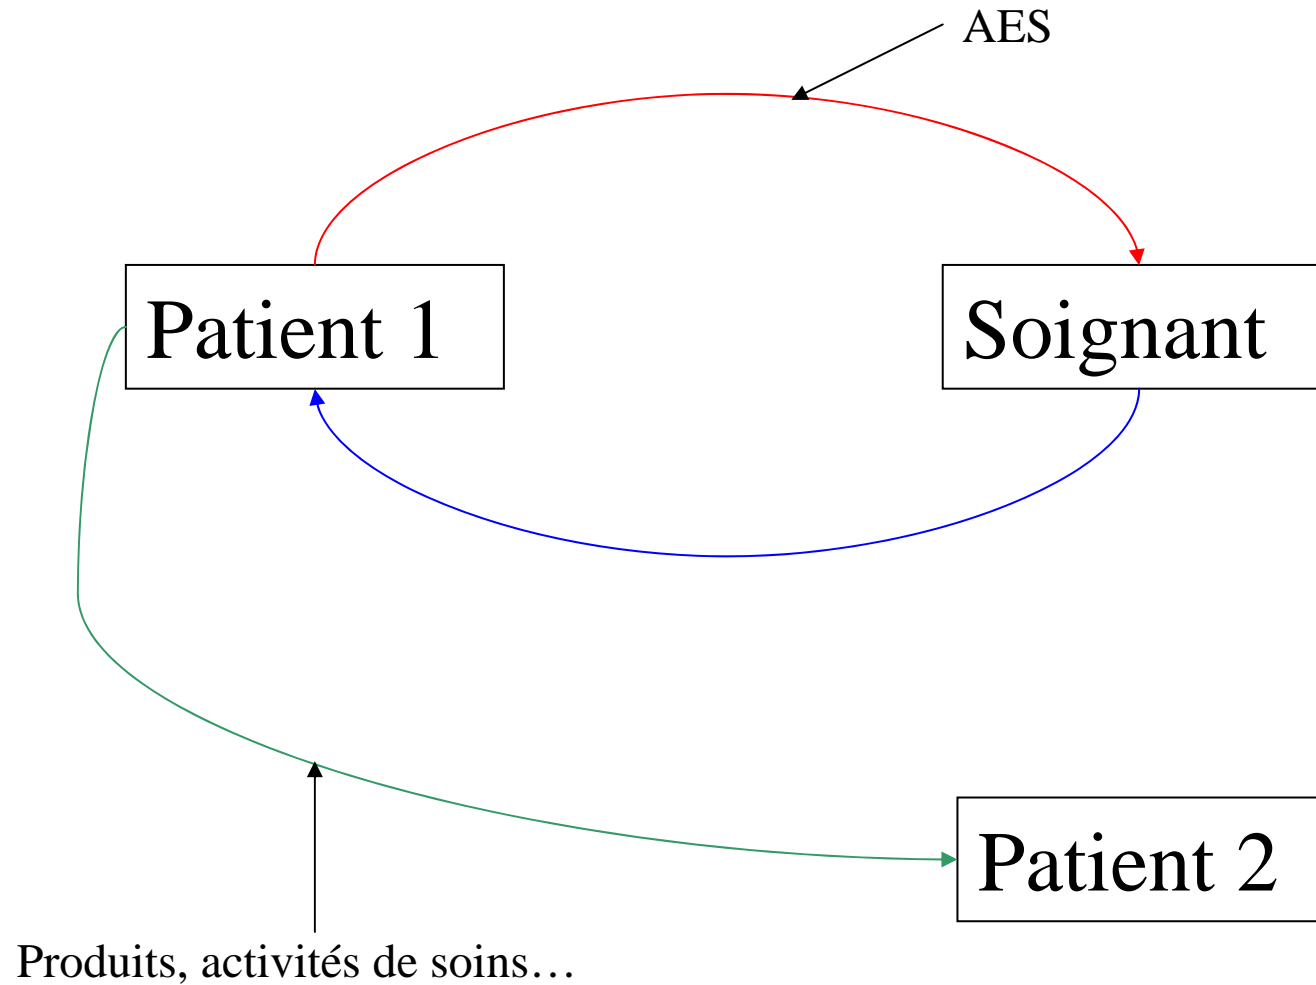 AES
Patient 1
Soignant
Patient 2
Produits, activités de soins…